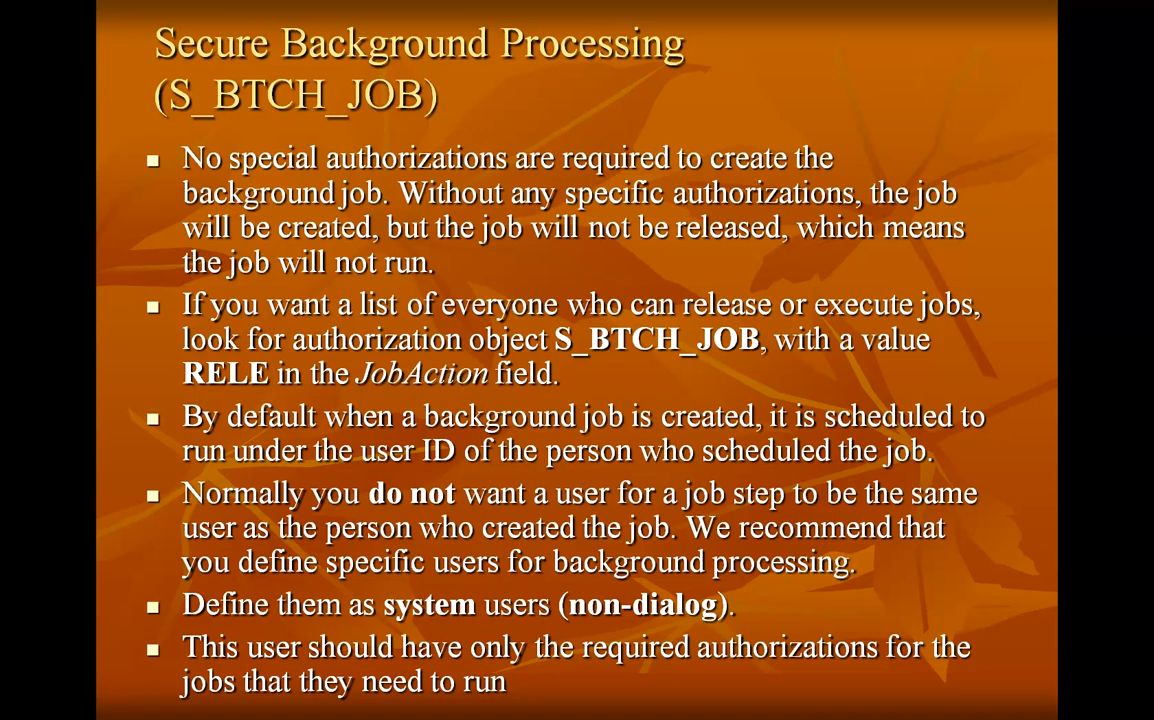 Secure Background Processing
(S_BTCH_JOB)
No special authorizations are required to create the
background job. Without any specific authorizations, the job
will be created, but the job will not be released, which means
the job will not run.
If you want a list of everyone who can release or execute jobs,
look for authorization object S_BTCH_JOB, with a value
RELE in the JobAction field.
By default when a background job is created, it is scheduled to
run under the user ID of the person who scheduled the job.
Normally you do not want a user for a job step to be the same
user as the person who created the job. We recommend that
you define specific users for background processing.
Define them as system users (non-dialog).
This user should have only the required authorizations for the
jobs that they need to run